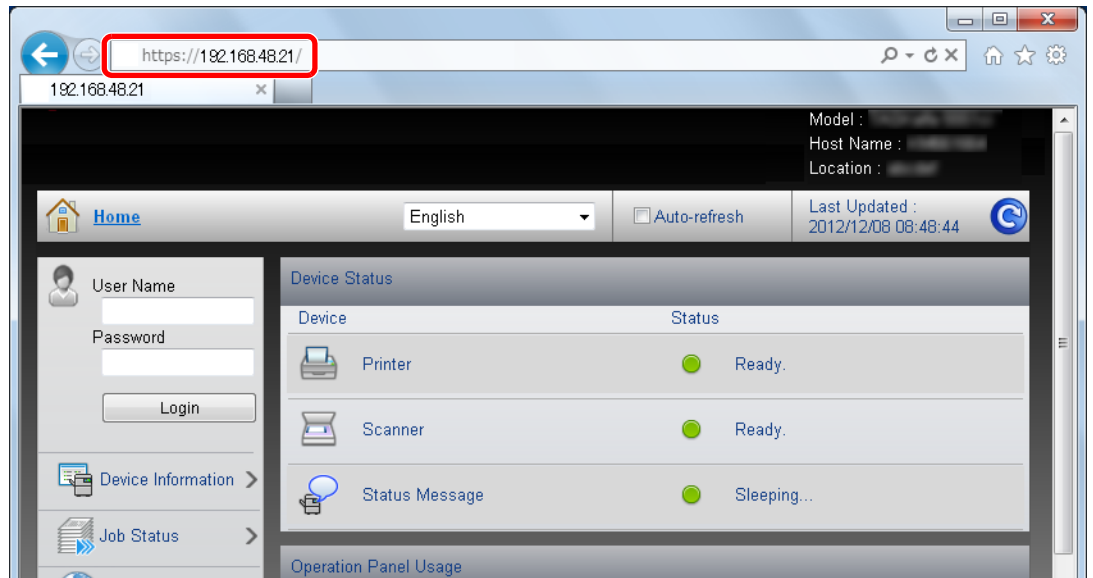 https://192.168.48.21/
192.168.48.21
Model :
Host Name :
Location :
Home
English
Auto-refresh
Last Updated :
2012/12/08 08:48:44
User Name
Password
Login
Device Information
Job Status
Device Status
Device Status
Printer Ready.
Scanner Ready.
Status Message Sleeping...
Operation Panel Usage